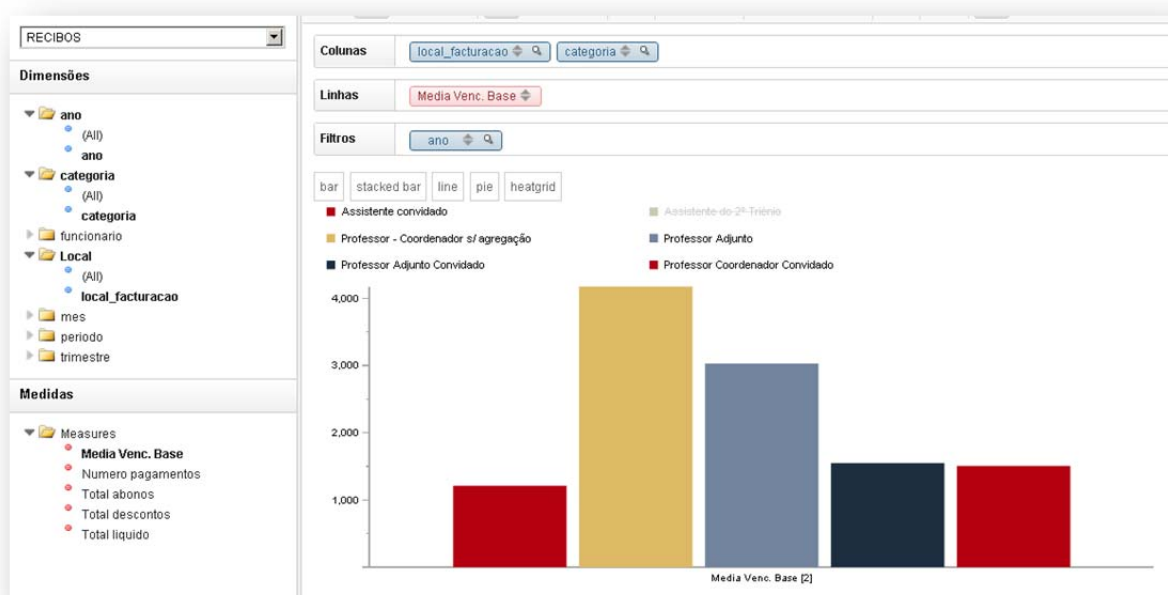 RECIBOS
Dimensões
ano
(All)
ano
categoria
(All)
categoria
funcionario
Local
(All)
local_facturacao
mes
periodo
trimestre
Medidas
Measures
Media Venc. Base
Numero pagamentos
Total abonos
Total descontos
Total liquido
Colunas local_facturacao categoria
Linhas Media Venc. Base
Filtros ano
bar stacked bar line pie heatgrid
Assistente convidado Assistente do 2º Triénio
Professor - Coordenador s/ agregação Professor Adjunto
Professor Adjunto Convidado Professor Coordenador Convidado
4,000
3,000
2,000
1,000
Media Venc. Base [2]